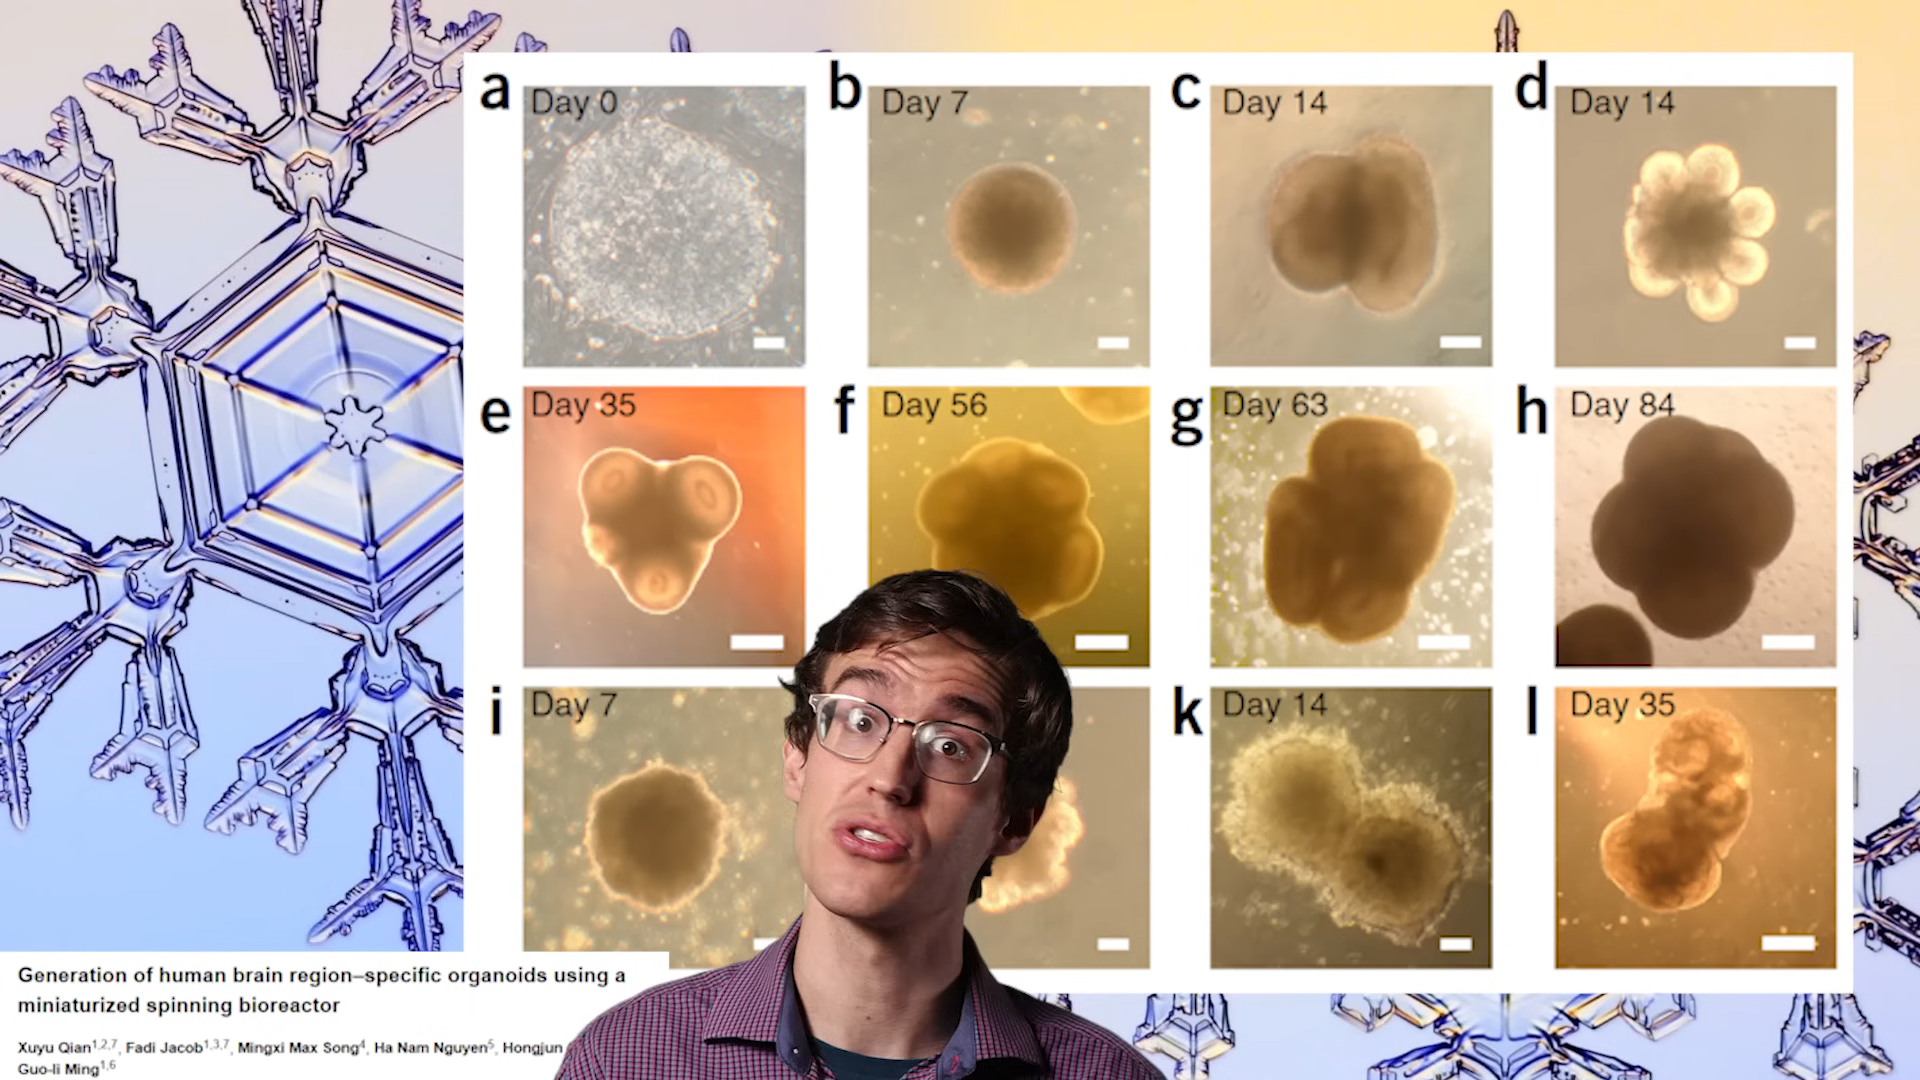 a Day 0 b Day 7 c Day 14 d Day 14
e Day 35 f Day 56 g Day 63 h Day 84
i Day 7 k Day 14 l Day 35
Generation of human brain region–specific organoids using a
miniaturized spinning bioreactor
Xuyu Qian1,2,7, Fadi Jacob1,3,7, Mingxi Max Song4, Ha Nam Nguyen5, Hongjun
Guo-li Ming1,6